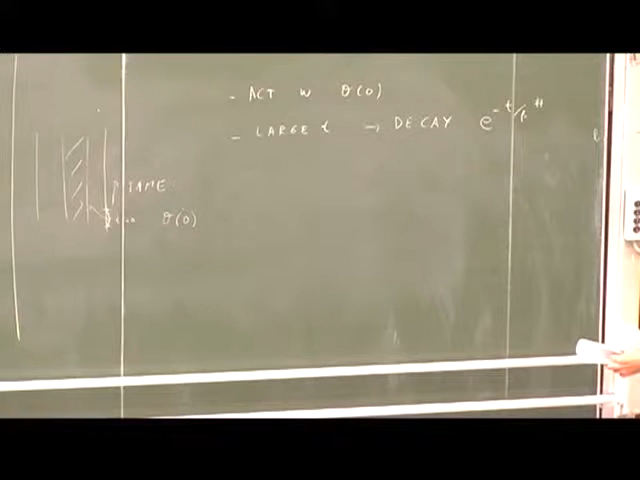 - ACT W θ(0)
- LARGE t → DECAY e^{-t/β #}
TIME
θ(0)